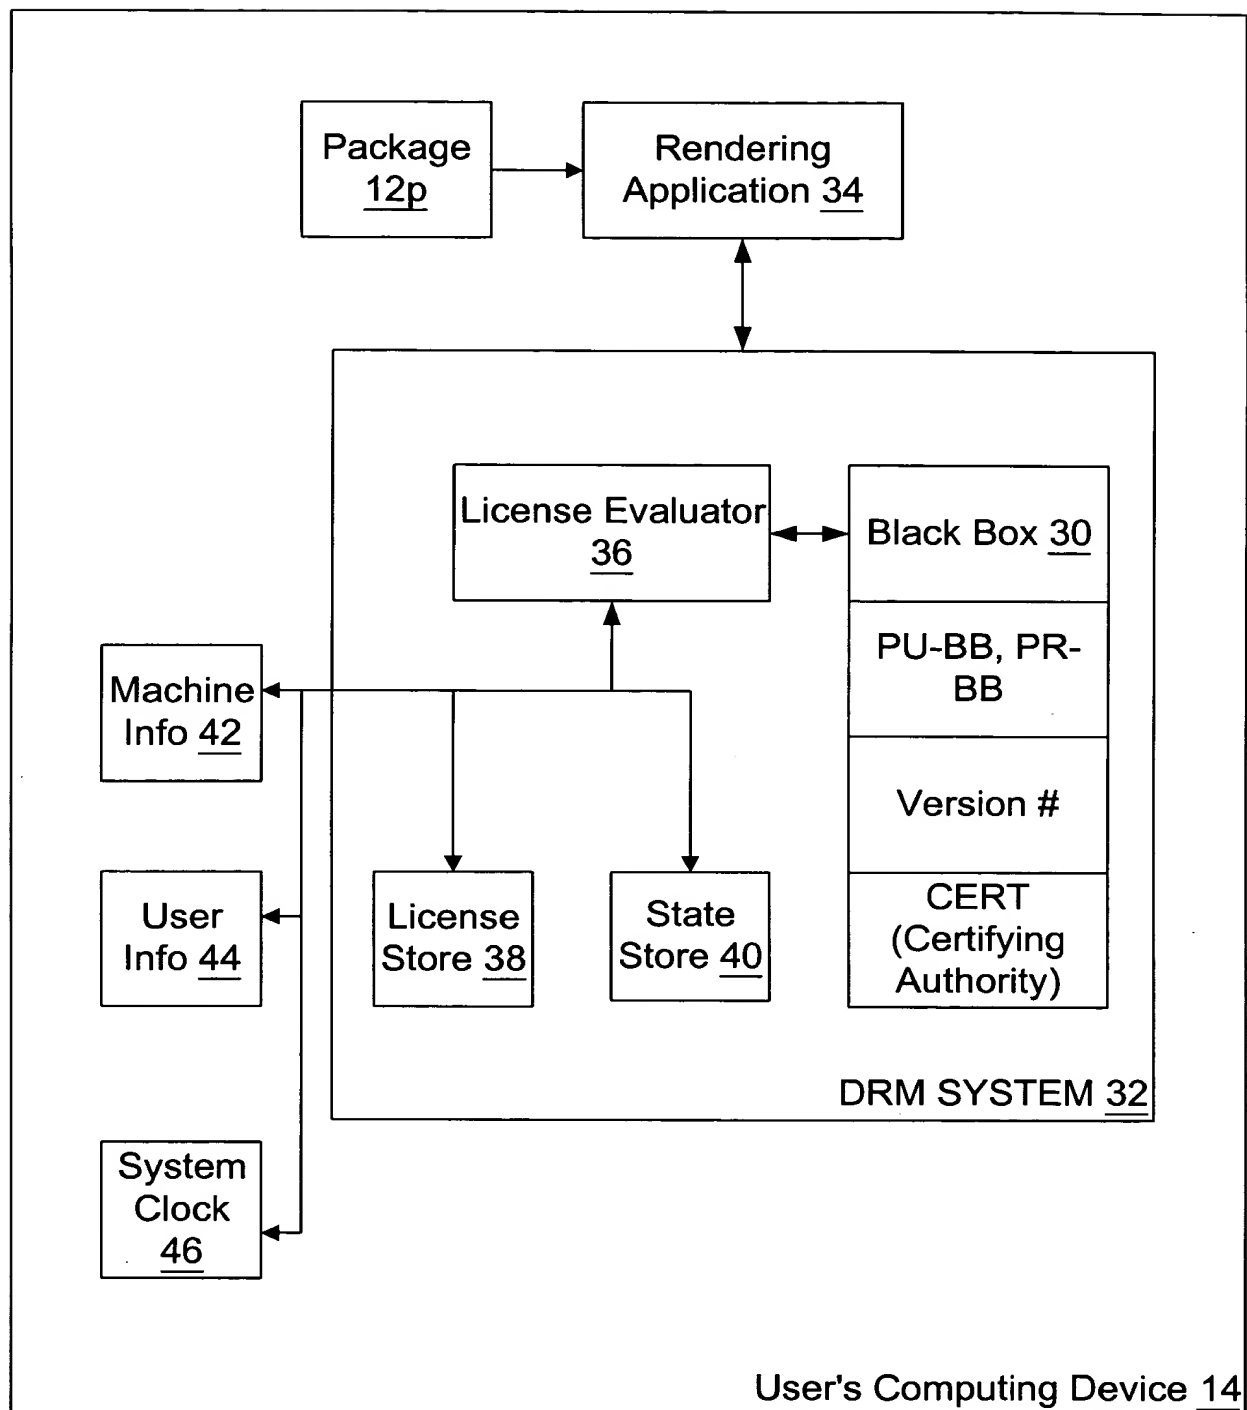 Package
12p
Rendering
Application 34
License Evaluator
36
Black Box 30
PU-BB, PR-
BB
Version #
CERT
(Certifying
Authority)
Machine
Info 42
User
Info 44
License
Store 38
State
Store 40
DRM SYSTEM 32
System
Clock
46
User's Computing Device 14